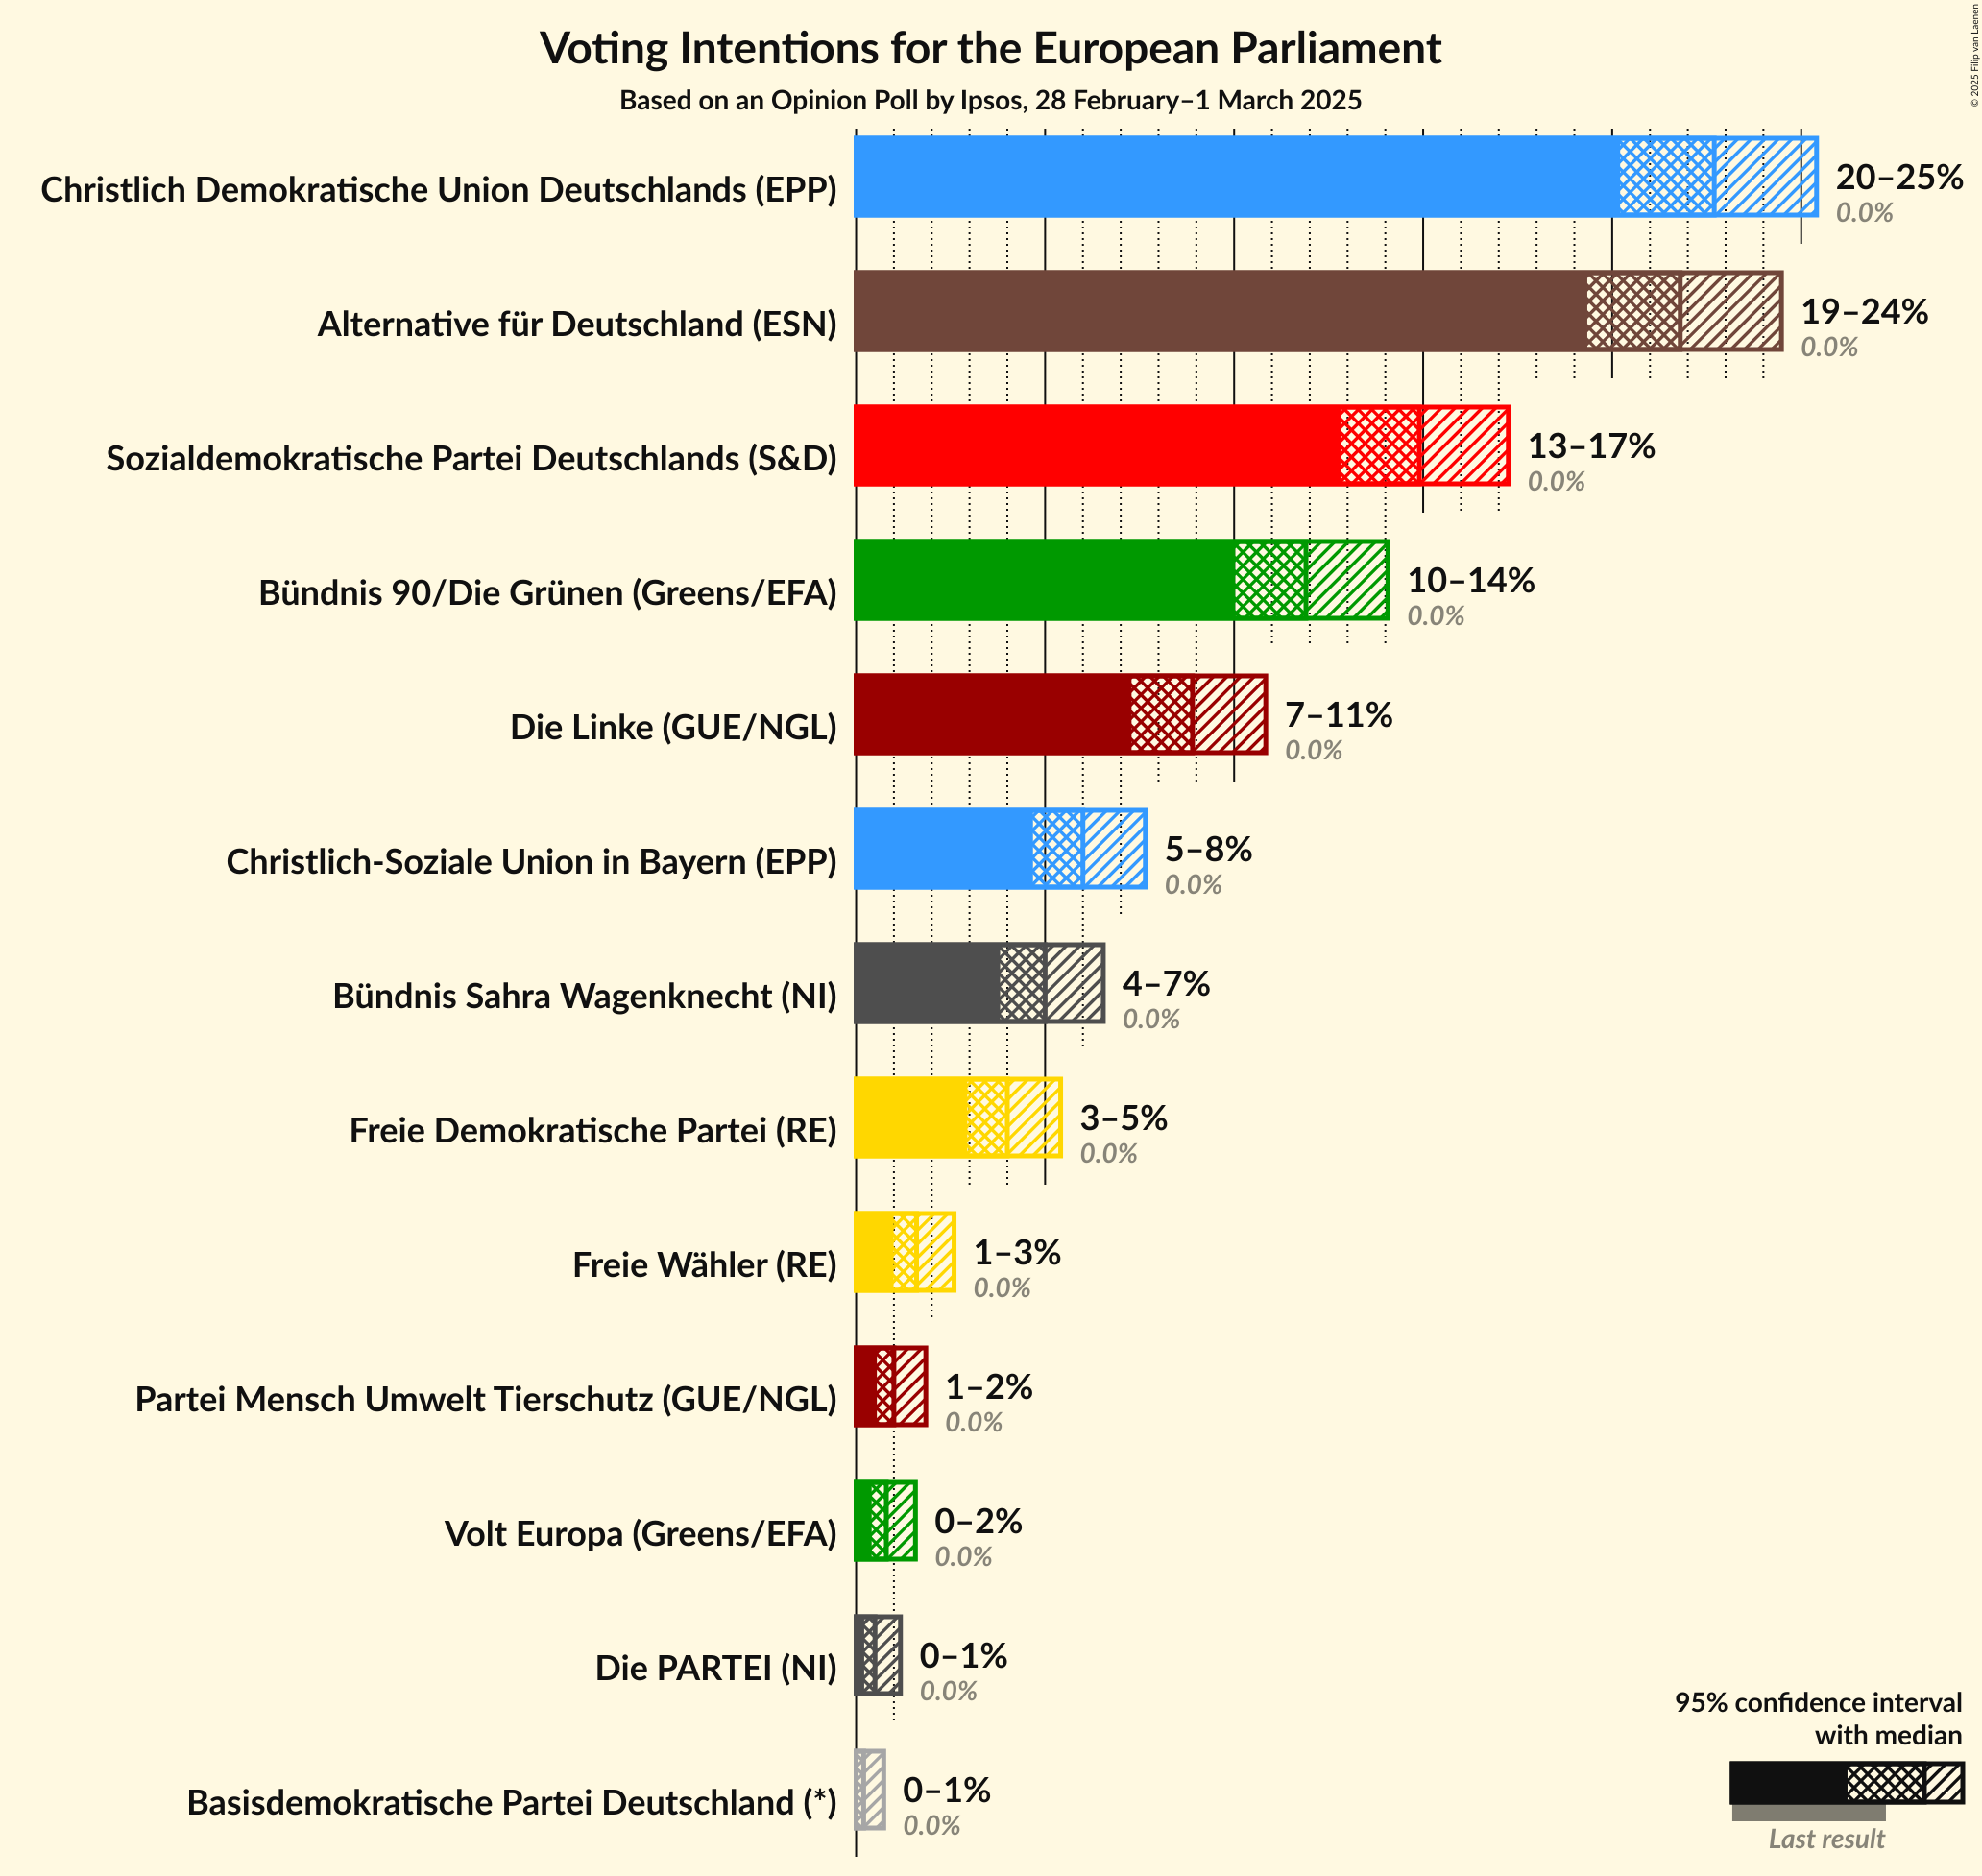 Voting Intentions for the European Parliament
Based on an Opinion Poll by Ipsos, 28 February–1 March 2025
© 2025 Filip van Laenen
Christlich Demokratische Union Deutschlands (EPP)
20–25%
0.0%
Alternative für Deutschland (ESN)
19–24%
0.0%
Sozialdemokratische Partei Deutschlands (S&D)
13–17%
0.0%
Bündnis 90/Die Grünen (Greens/EFA)
10–14%
0.0%
Die Linke (GUE/NGL)
7–11%
0.0%
Christlich-Soziale Union in Bayern (EPP)
5–8%
0.0%
Bündnis Sahra Wagenknecht (NI)
4–7%
0.0%
Freie Demokratische Partei (RE)
3–5%
0.0%
Freie Wähler (RE)
1–3%
0.0%
Partei Mensch Umwelt Tierschutz (GUE/NGL)
1–2%
0.0%
Volt Europa (Greens/EFA)
0–2%
0.0%
Die PARTEI (NI)
0–1%
0.0%
Basisdemokratische Partei Deutschland (*)
0–1%
0.0%
95% confidence interval
with median
Last result